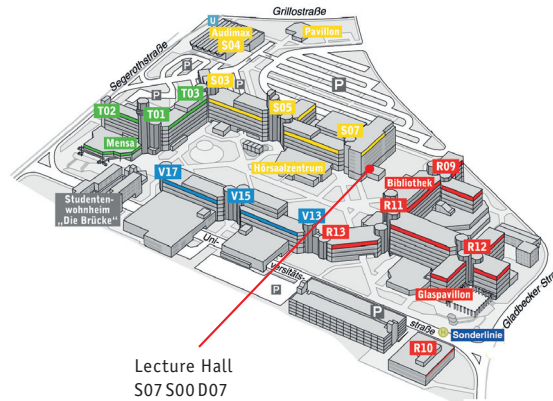 Grillostraße
U
Audimax
S04
Pavillon
Segerothstraße
P
P
S03
P
T03
T02
T01
S05
S07
Mensa
Hörsaalzentrum
R09
Bibliothek
V17
V15
R11
Studenten-
wohnheim
„Die Brücke“
V13
R13
R12
Uni-
versitäts-
P
Glaspavillon
P
straße
H
Sonderlinie
Gladbecker Str
R10
Lecture Hall
S07 S00 D07